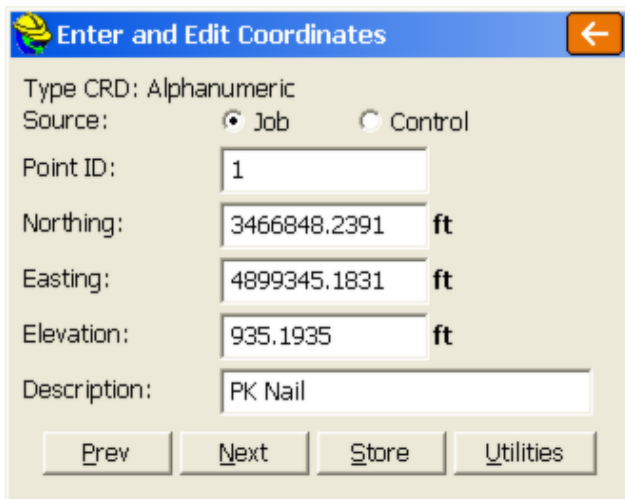 Enter and Edit Coordinates
Type CRD: Alphanumeric
Source: Job Control
Point ID: 1
Northing: 3466848.2391 ft
Easting: 4899345.1831 ft
Elevation: 935.1935 ft
Description: PK Nail
Prev Next Store Utilities